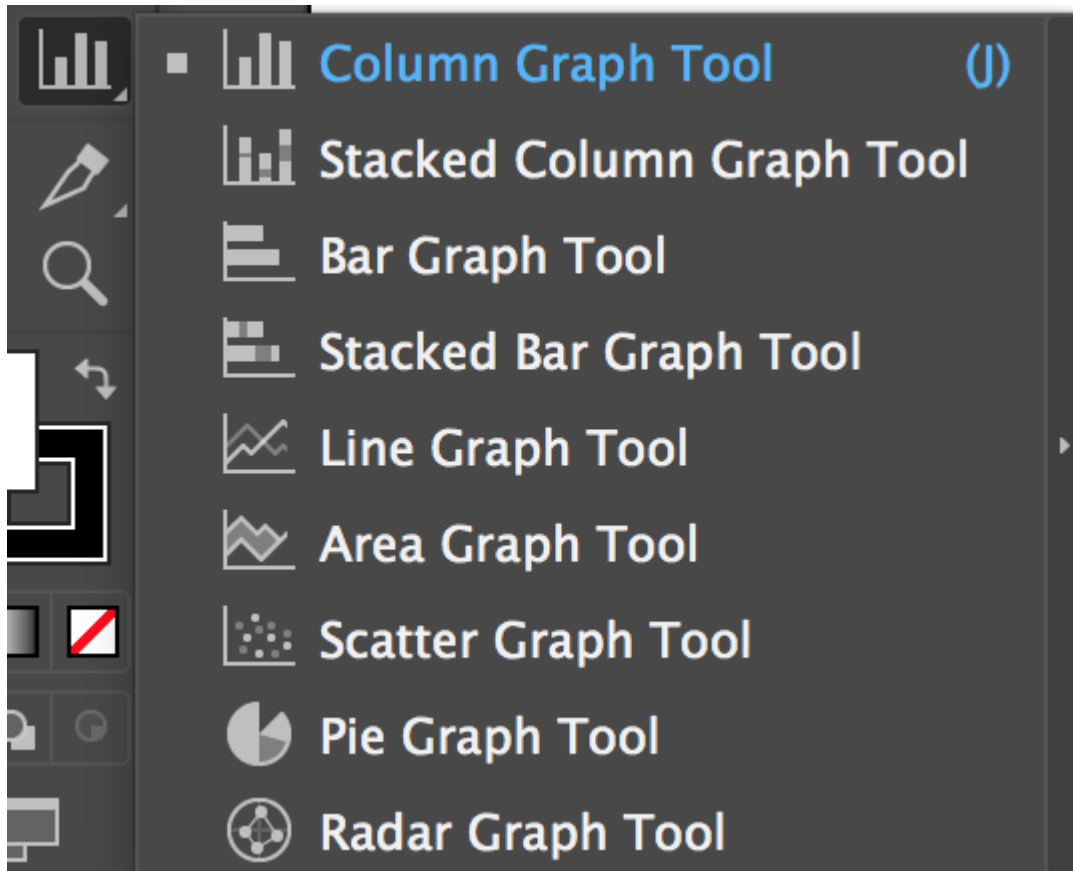 Column Graph Tool (J)
Stacked Column Graph Tool
Bar Graph Tool
Stacked Bar Graph Tool
Line Graph Tool
Area Graph Tool
Scatter Graph Tool
Pie Graph Tool
Radar Graph Tool